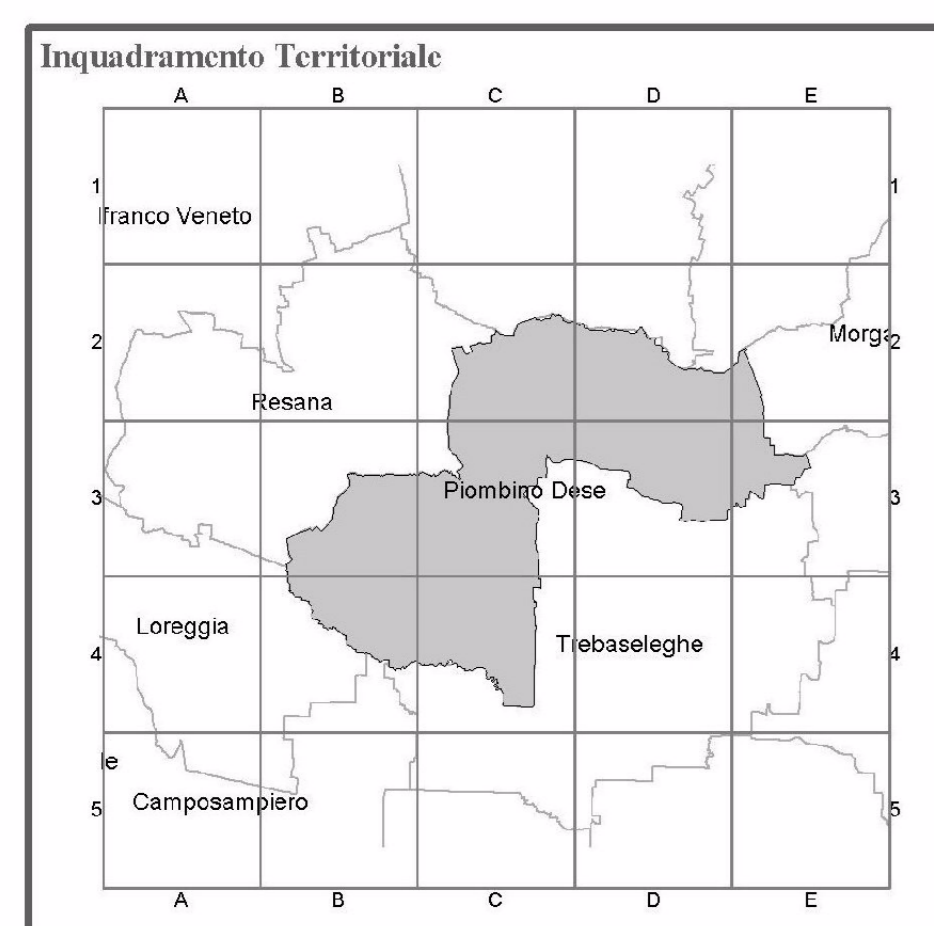 Inquadramento Territoriale
A B C D E
1 1
lfranco Veneto
2 Morga 2
Resana
3 Piombino Dese 3
Loreggia
Trebaseleghe
4 4
le
Camposampiero
5 5
A B C D E